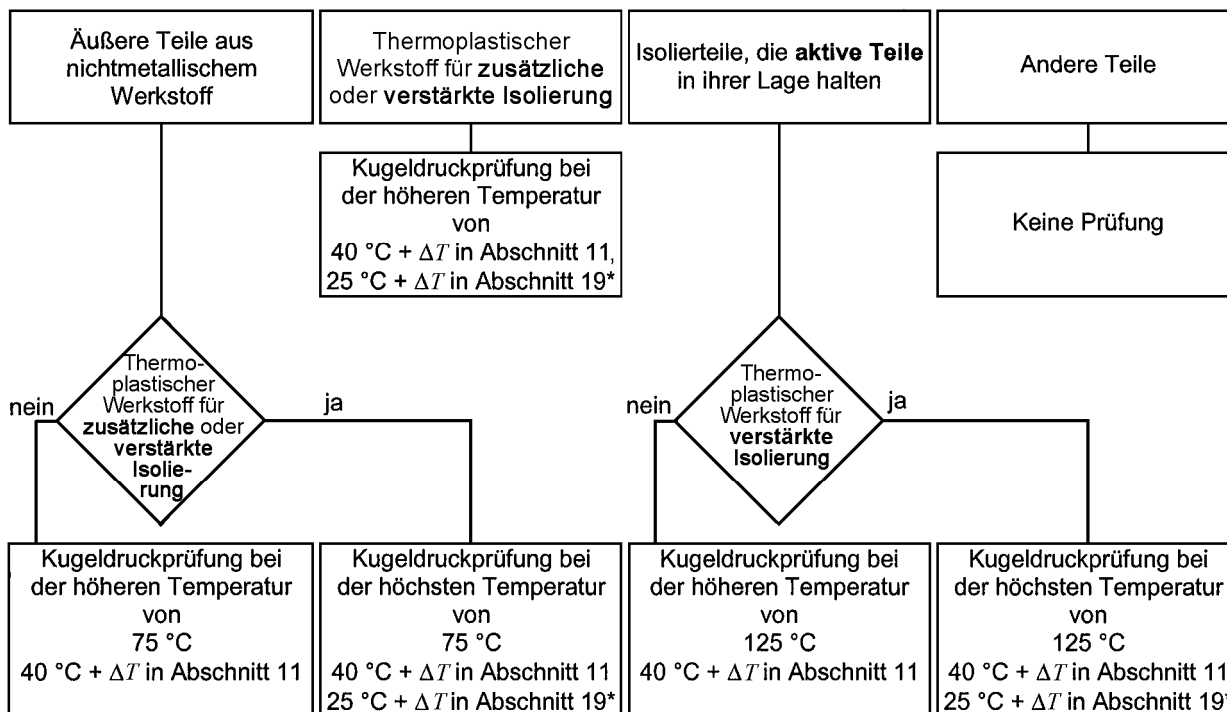 Äußere Teile aus
nichtmetallischem
Werkstoff
Thermoplastischer
Werkstoff für zusätzliche
oder verstärkte Isolierung
Isolierteile, die aktive Teile
in ihrer Lage halten
Andere Teile
Kugeldruckprüfung bei
der höheren Temperatur
von
40 °C + ΔT in Abschnitt 11,
25 °C + ΔT in Abschnitt 19*
Keine Prüfung
Thermo-
plastischer
Werkstoff für
zusätzliche oder
verstärkte
Isolie-
rung
nein
ja
Thermo-
plastischer
Werkstoff für
verstärkte
Isolierung
nein
ja
Kugeldruckprüfung bei
der höheren Temperatur
von
75 °C
40 °C + ΔT in Abschnitt 11
Kugeldruckprüfung bei
der höchsten Temperatur
von
75 °C
40 °C + ΔT in Abschnitt 11
25 °C + ΔT in Abschnitt 19*
Kugeldruckprüfung bei
der höheren Temperatur
von
125 °C
40 °C + ΔT in Abschnitt 11
Kugeldruckprüfung bei
der höchsten Temperatur
von
125 °C
40 °C + ΔT in Abschnitt 11
25 °C + ΔT in Abschnitt 19*